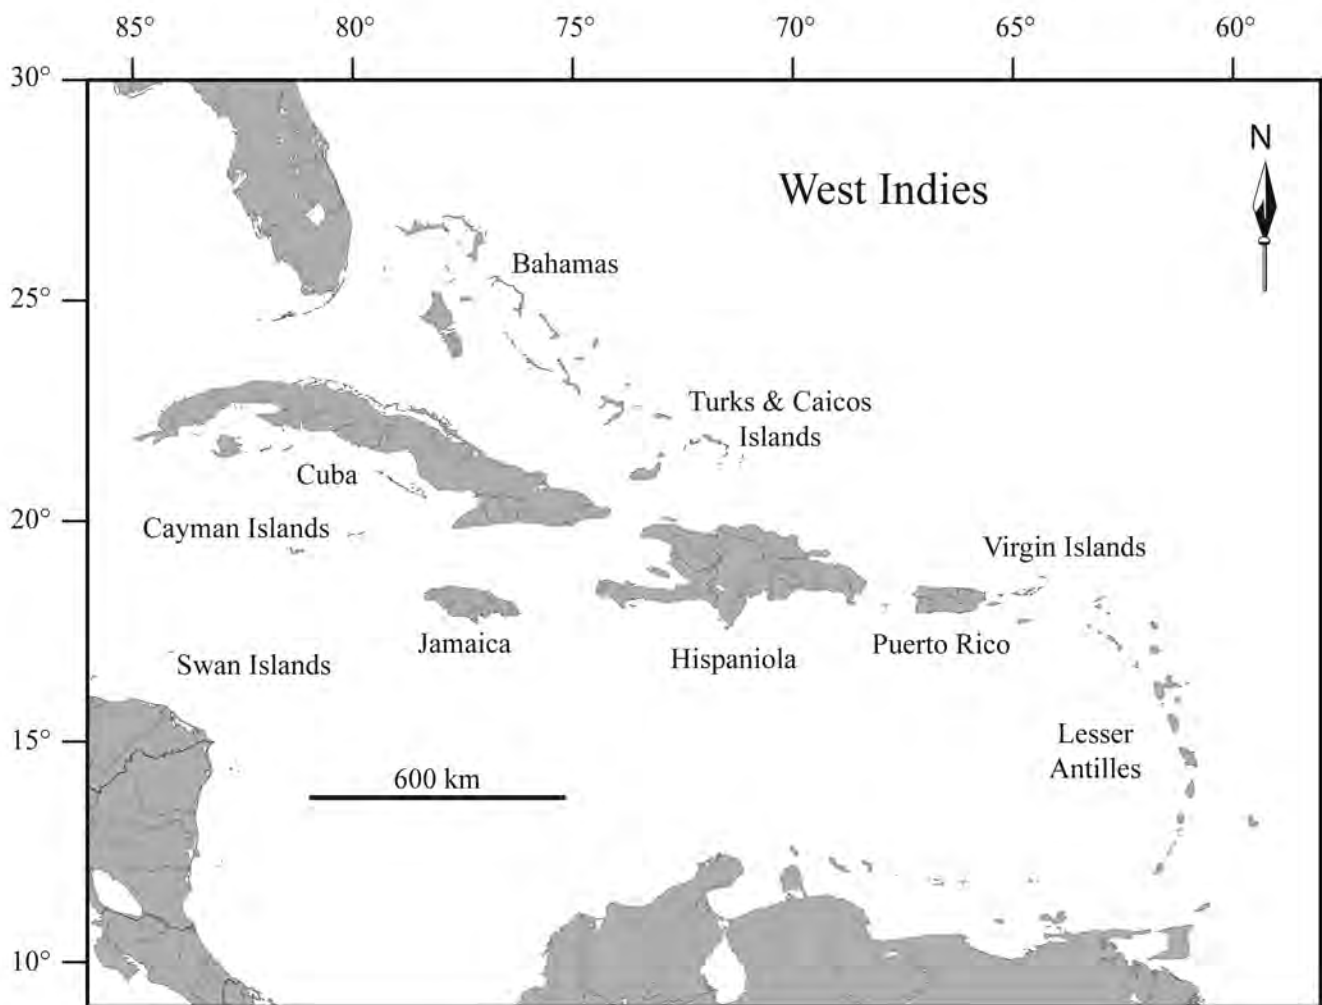 85° 80° 75° 70° 65° 60°
30°
N
West Indies
Bahamas
25°
Turks & Caicos
Islands
Cuba
20°
Cayman Islands
Virgin Islands
Jamaica
Hispaniola
Puerto Rico
Swan Islands
15°
Lesser
Antilles
600 km
10°